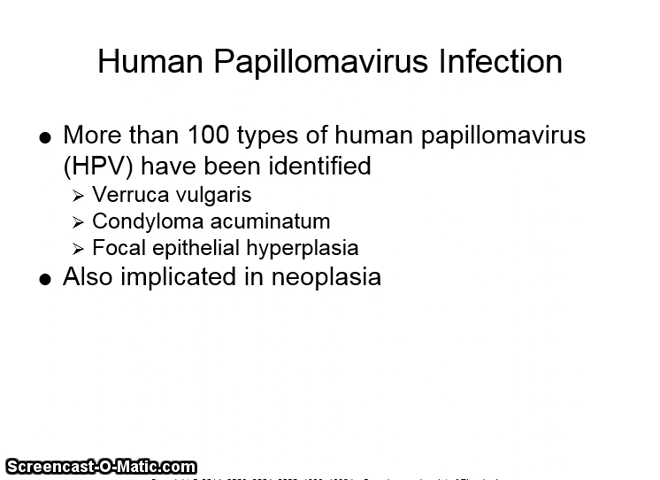 Human Papillomavirus Infection
● More than 100 types of human papillomavirus
(HPV) have been identified
➢ Verruca vulgaris
➢ Condyloma acuminatum
➢ Focal epithelial hyperplasia
● Also implicated in neoplasia
Screencast-O-Matic.com